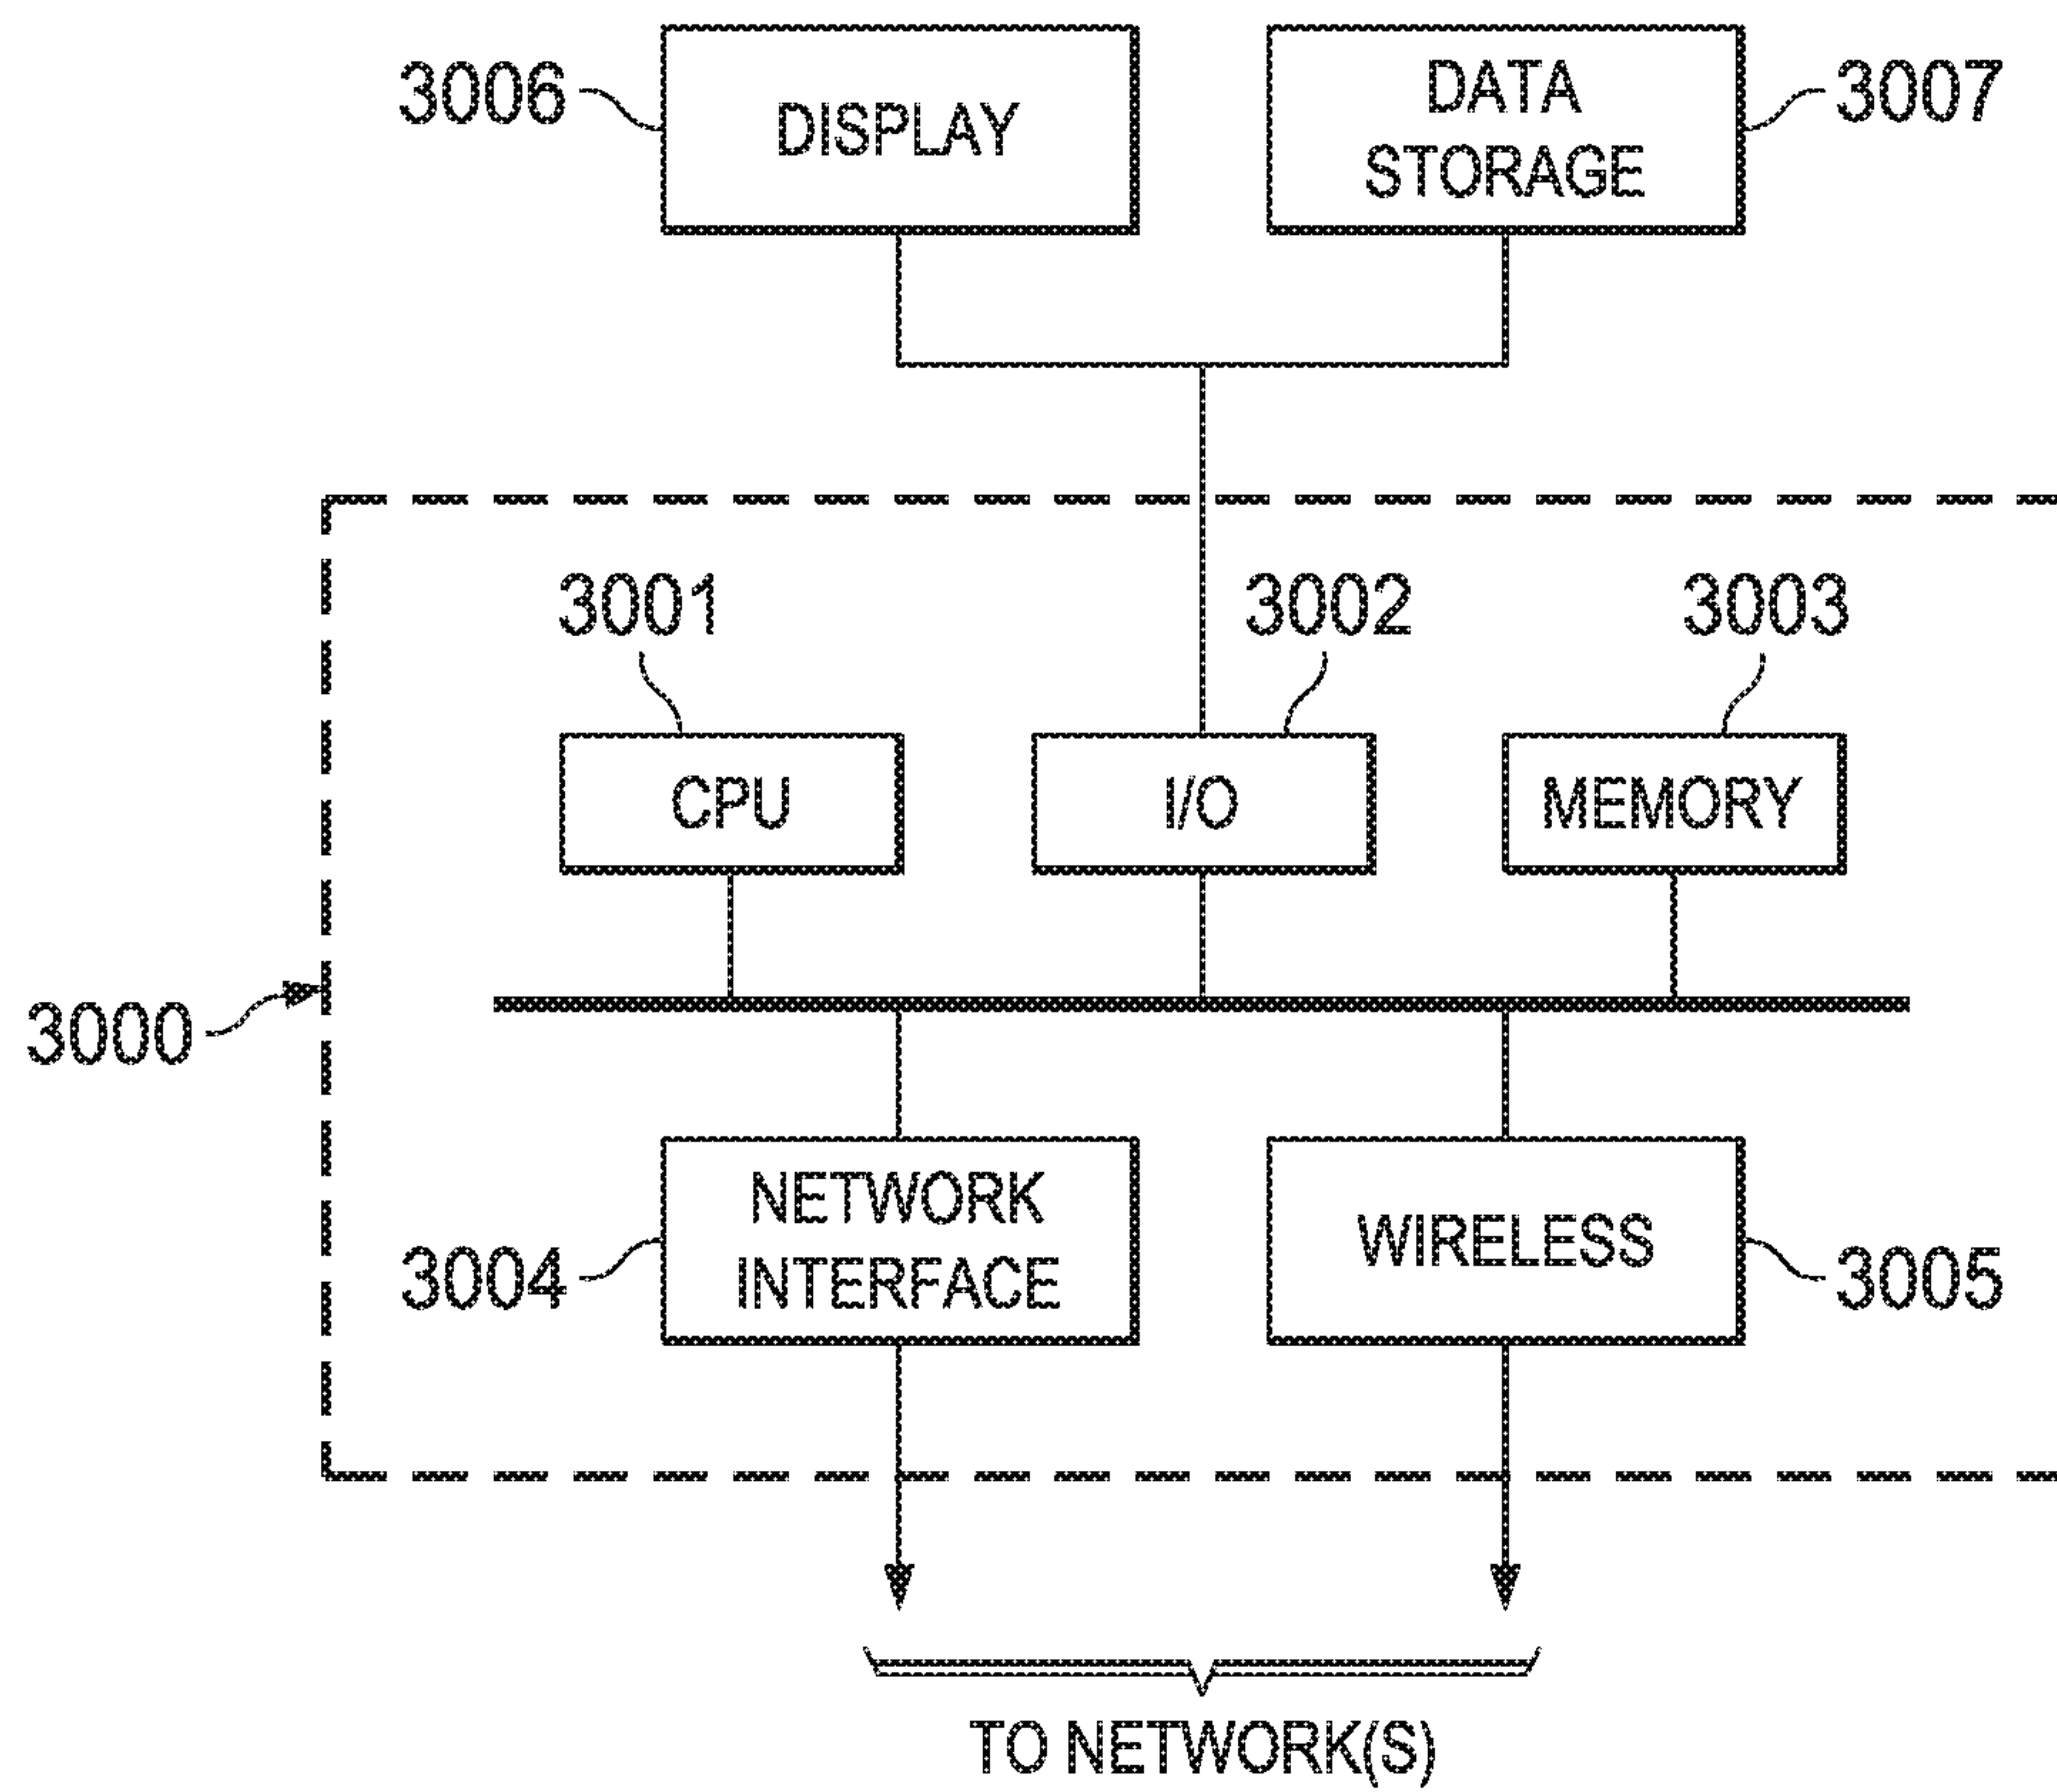 3006
DISPLAY
DATA
STORAGE
3007
3001
3002
3003
CPU
I/O
MEMORY
3000
NETWORK
INTERFACE
3004
WIRELESS
3005
TO NETWORK(S)